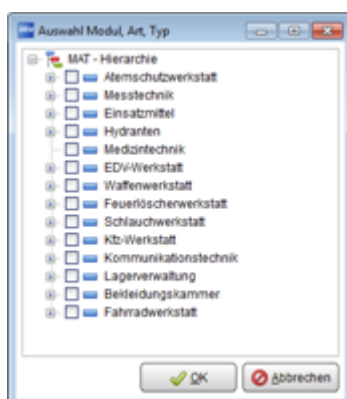 Auswahl Modul, Art, Typ
MAT - Hierarchie
Atemschutzwerkstatt
Messtechnik
Einsatzmittel
Hydranten
Medizintechnik
EDV-Werkstatt
Waffenwerkstatt
Feuerlöscherwerkstatt
Schlauchwerkstatt
Kfz-Werkstatt
Kommunikationstechnik
Lagerverwaltung
Bekleidungskammer
Fahrradwerkstatt
OK
Abbrechen